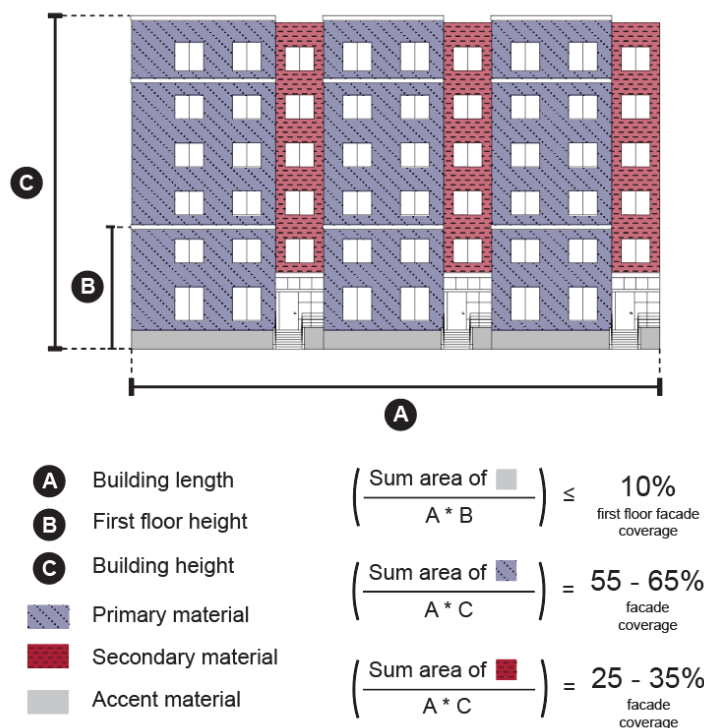 C
B
A
A Building length
B First floor height
C Building height
Primary material
Secondary material
Accent material
Sum area of
A * B
≤ 10%
first floor facade
coverage
Sum area of
A * C
= 55 - 65%
facade
coverage
Sum area of
A * C
= 25 - 35%
facade
coverage